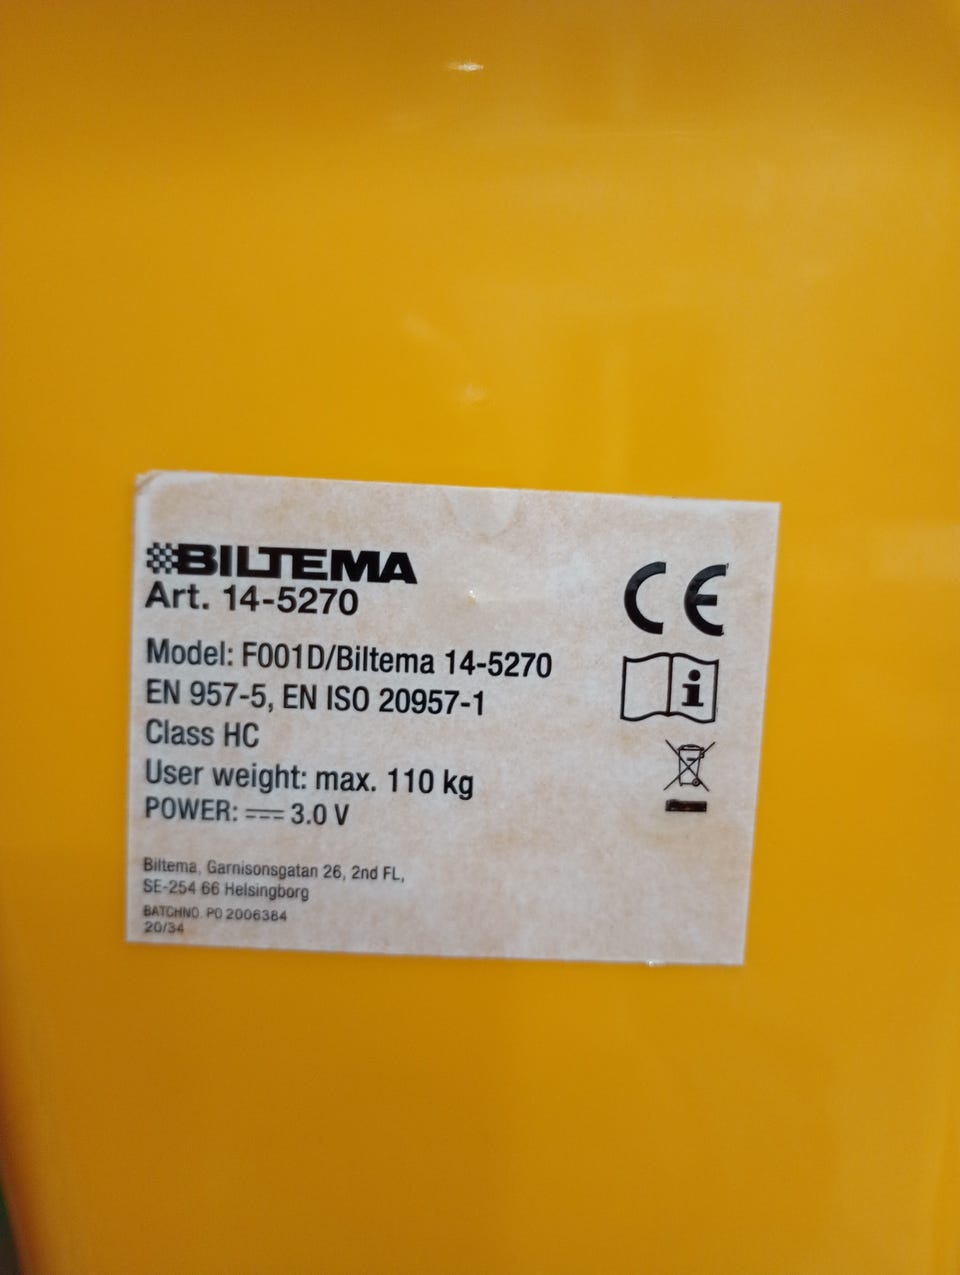 BILTEMA
Art. 14-5270
Model: F001D/Biltema 14-5270
EN 957-5, EN ISO 20957-1
Class HC
User weight: max. 110 kg
POWER: ⎓ 3.0 V
Biltema, Garnisonsgatan 26, 2nd FL,
SE-254 66 Helsingborg
BATCHNO. PO 2006384
20/34
CE
i